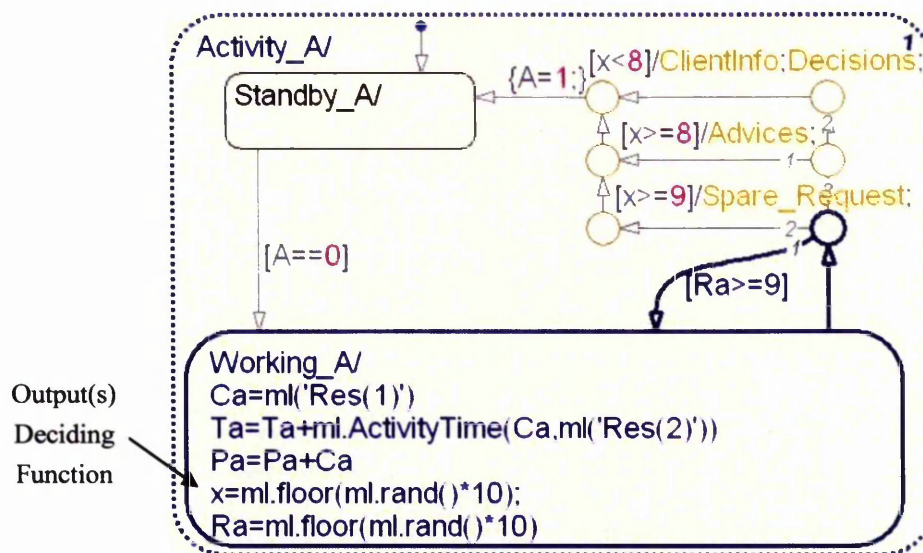 Activity_A/
1
Standby_A/
{A=1;}
[x<8]/ClientInfo;Decisions;
2
[x>=8]/Advices;
1
3
[x>=9]/Spare_Request;
2
1
[A==0]
[Ra>=9]
Working_A/
Ca=ml('Res(1)')
Ta=Ta+ml.ActivityTime(Ca,ml('Res(2)'))
Pa=Pa+Ca
x=ml.floor(ml.rand()*10);
Ra=ml.floor(ml.rand()*10)
Output(s)
Deciding
Function